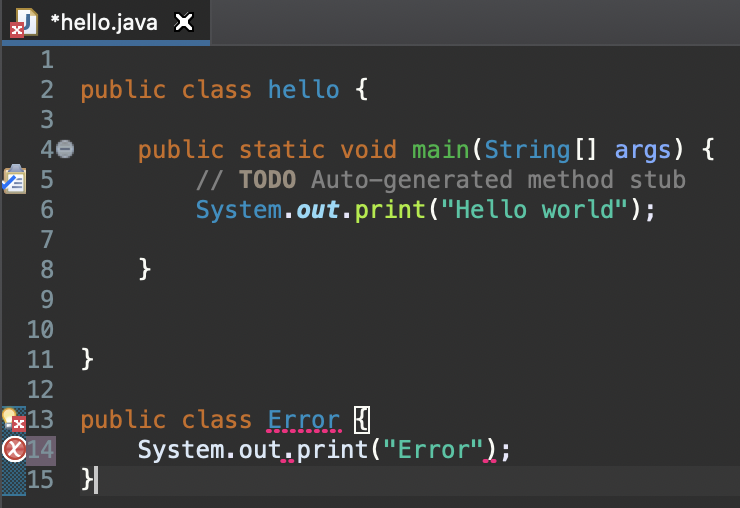 *hello.java
1
2 public class hello {
3
4 public static void main(String[] args) {
5 // TODO Auto-generated method stub
6 System.out.print("Hello world");
7
8 }
9
10
11 }
12
13 public class Error {
14 System.out.print("Error");
15 }